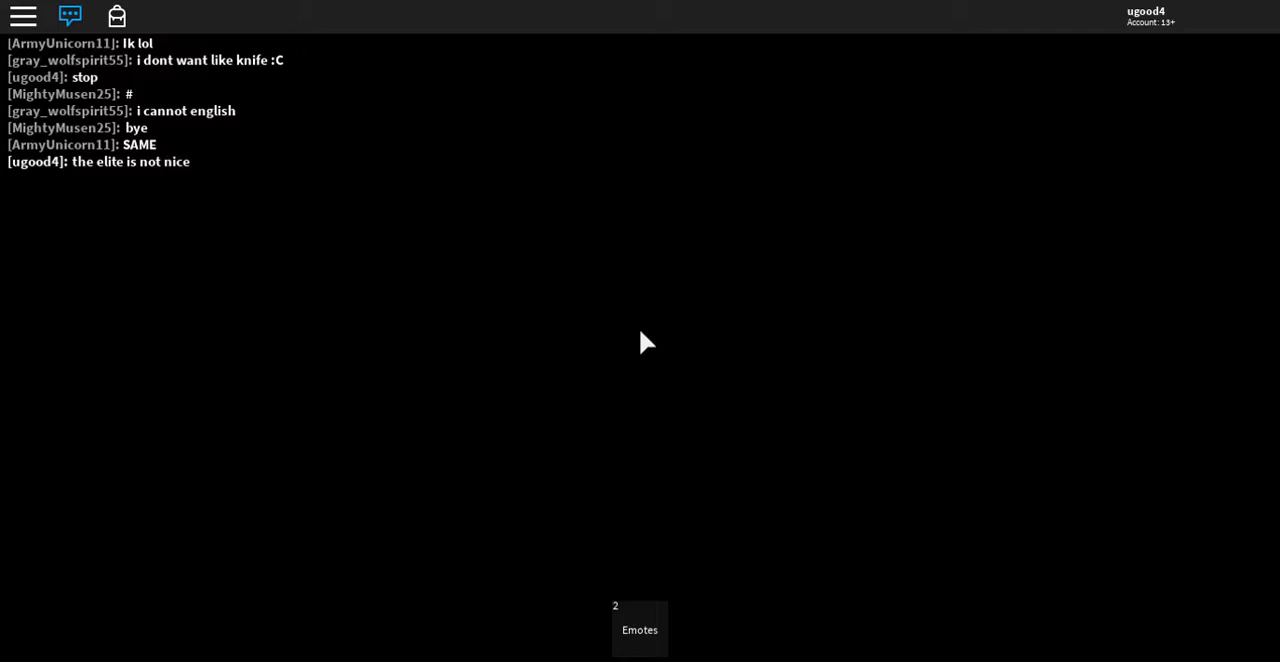 ugood4
Account: 13+
[ArmyUnicorn11]: Ik lol
[gray_wolfspirit55]: i dont want like knife :C
[ugood4]: stop
[MightyMusen25]: #
[gray_wolfspirit55]: i cannot english
[MightyMusen25]: bye
[ArmyUnicorn11]: SAME
[ugood4]: the elite is not nice
2
Emotes